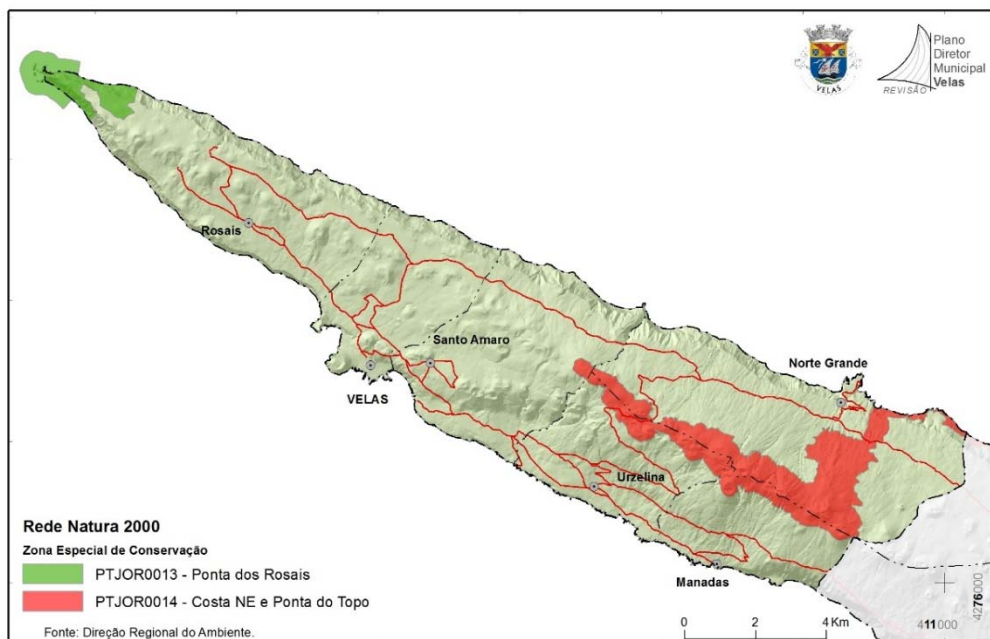 Plano
Diretor
Municipal
Velas
REVISÃO
VELAS
Rosais
Santo Amaro
VELAS
Norte Grande
Urzelina
Manadas
Rede Natura 2000
Zona Especial de Conservação
PTJOR0013 - Ponta dos Rosais
PTJOR0014 - Costa NE e Ponta do Topo
Fonte: Direção Regional do Ambiente.
0 2 4 Km
411000
4276000